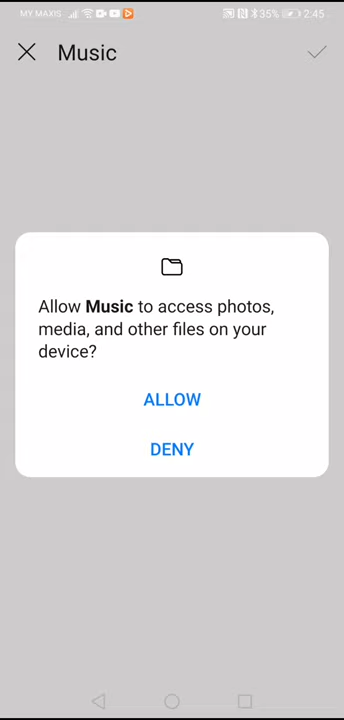 MY MAXIS 35% 2:45
Music
Allow Music to access photos,
media, and other files on your
device?
ALLOW
DENY